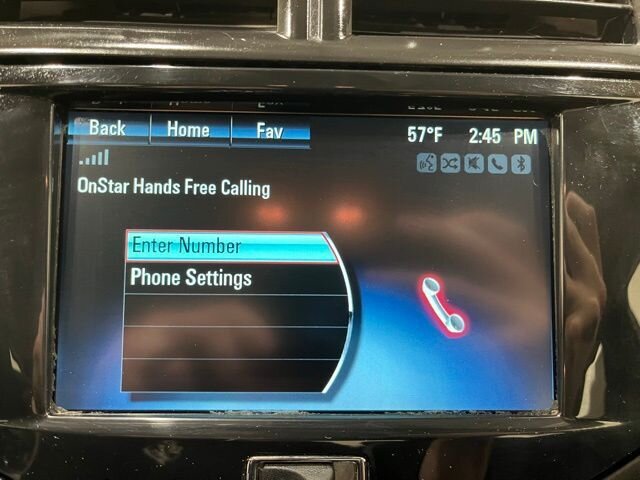 Back Home Fav 57°F 2:45 PM
OnStar Hands Free Calling
Enter Number
Phone Settings